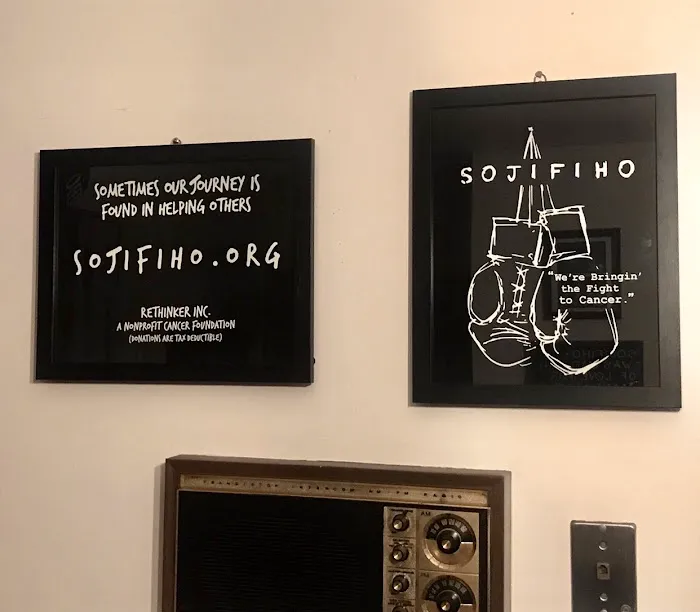 SOMETIMES OUR JOURNEY IS
FOUND IN HELPING OTHERS
SOJIFIHO.ORG
RETHINKER INC.
A NONPROFIT CANCER FOUNDATION
(DONATIONS ARE TAX DEDUCTIBLE)
SOJIFIHO
"We're Bringin'
the Fight
to Cancer."
AM